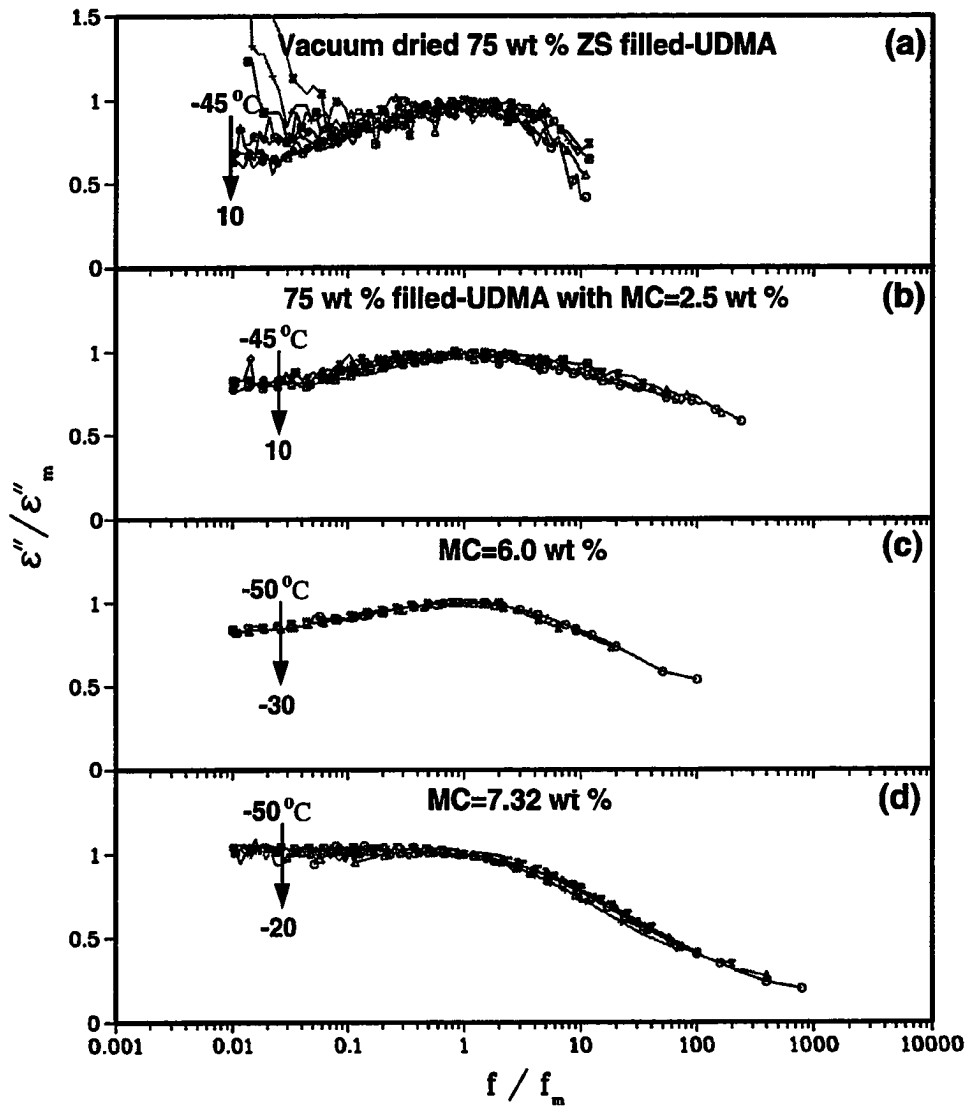 1.5
Vacuum dried 75 wt % ZS filled-UDMA
(a)
-45 °C
1
0.5
10
0
75 wt % filled-UDMA with MC=2.5 wt %
(b)
-45 °C
1
0.5
10
0
MC=6.0 wt %
(c)
-50 °C
1
0.5
-30
0
MC=7.32 wt %
(d)
-50 °C
1
0.5
-20
0
ε″/ε″m
0.001 0.01 0.1 1 10 100 1000 10000
f / fm